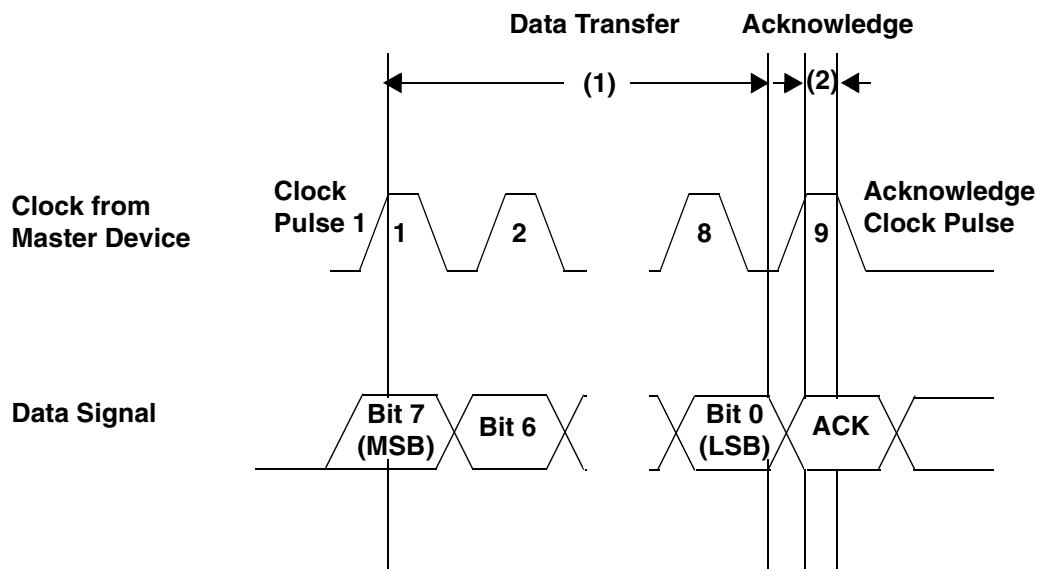 Data Transfer Acknowledge
(1) (2)
Clock from
Master Device
Clock
Pulse 1
1 2 8 9
Acknowledge
Clock Pulse
Data Signal
Bit 7
(MSB)
Bit 6
Bit 0
(LSB)
ACK